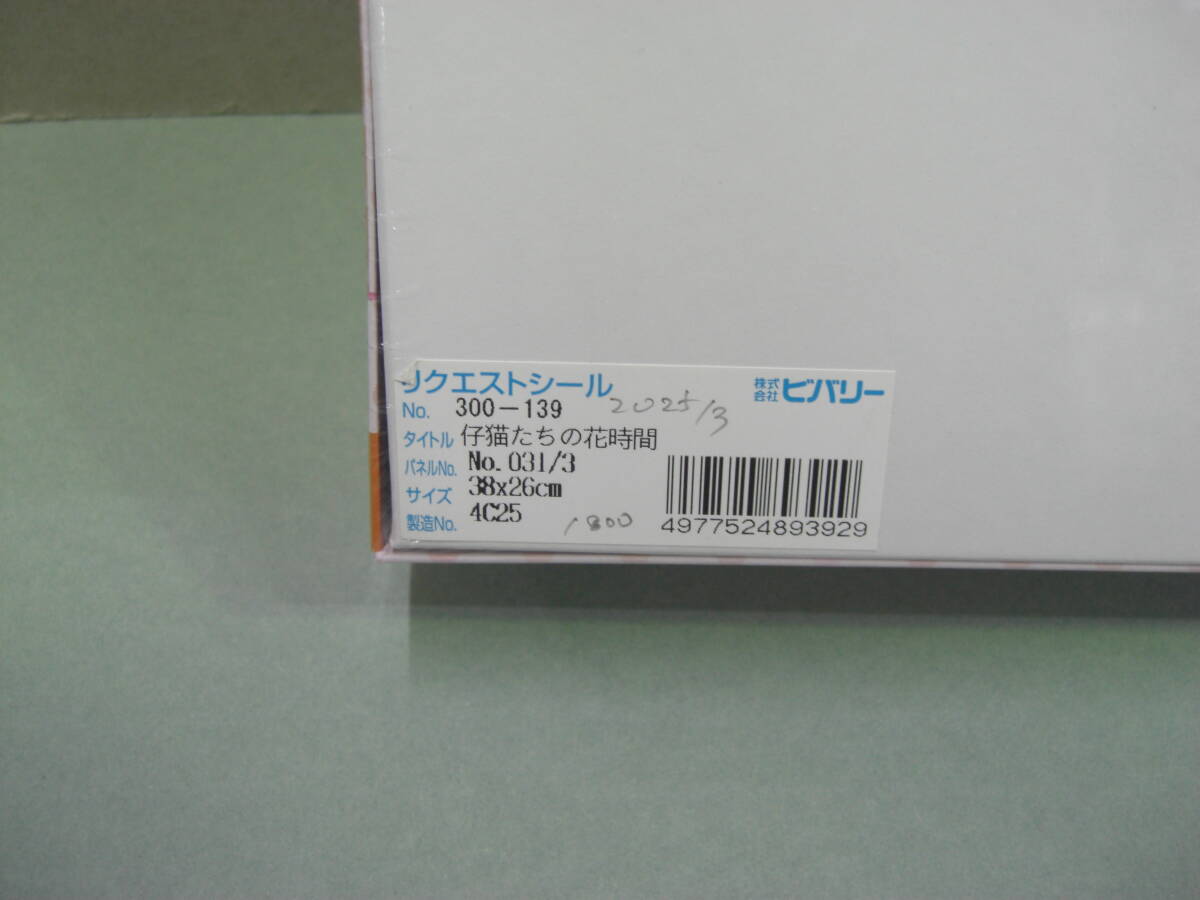 リクエストシール
株式会社 ビバリー
No. 300-139 2025/3
タイトル 仔猫たちの花時間
パネルNo. No.031/3
サイズ 38x26cm
製造No. 4C25
1800
4977524893929